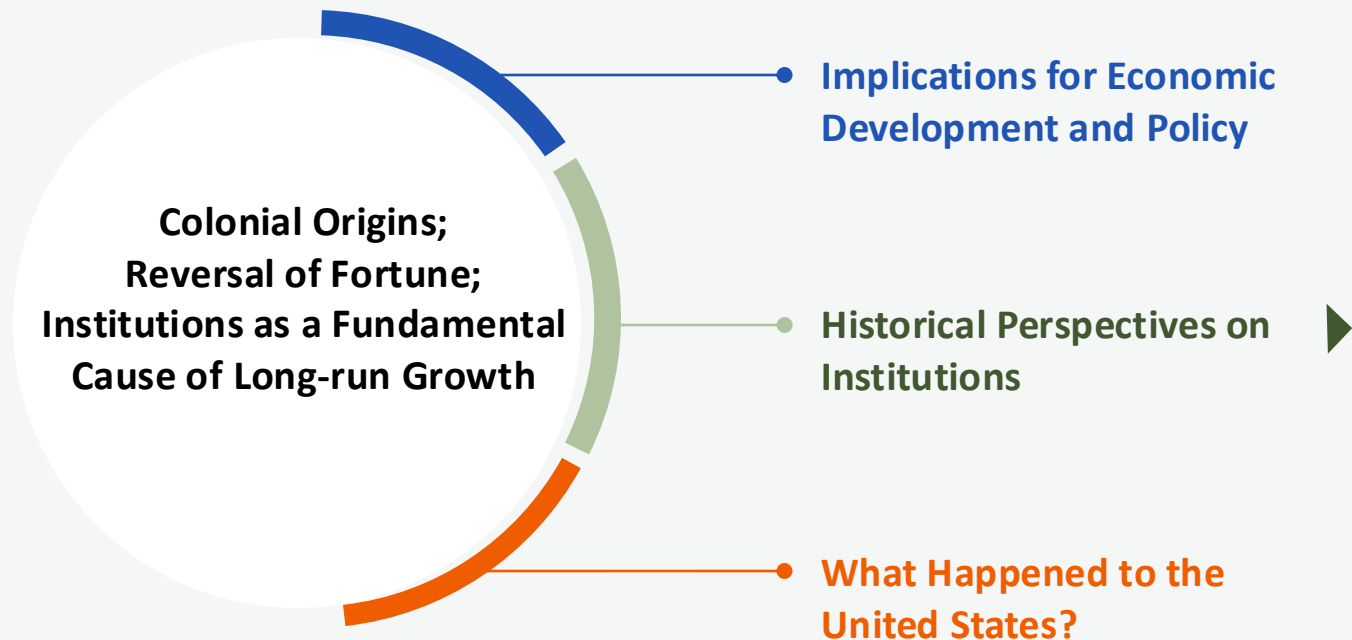 Colonial Origins;
Reversal of Fortune;
Institutions as a Fundamental
Cause of Long-run Growth
Implications for Economic
Development and Policy
Historical Perspectives on
Institutions
What Happened to the
United States?